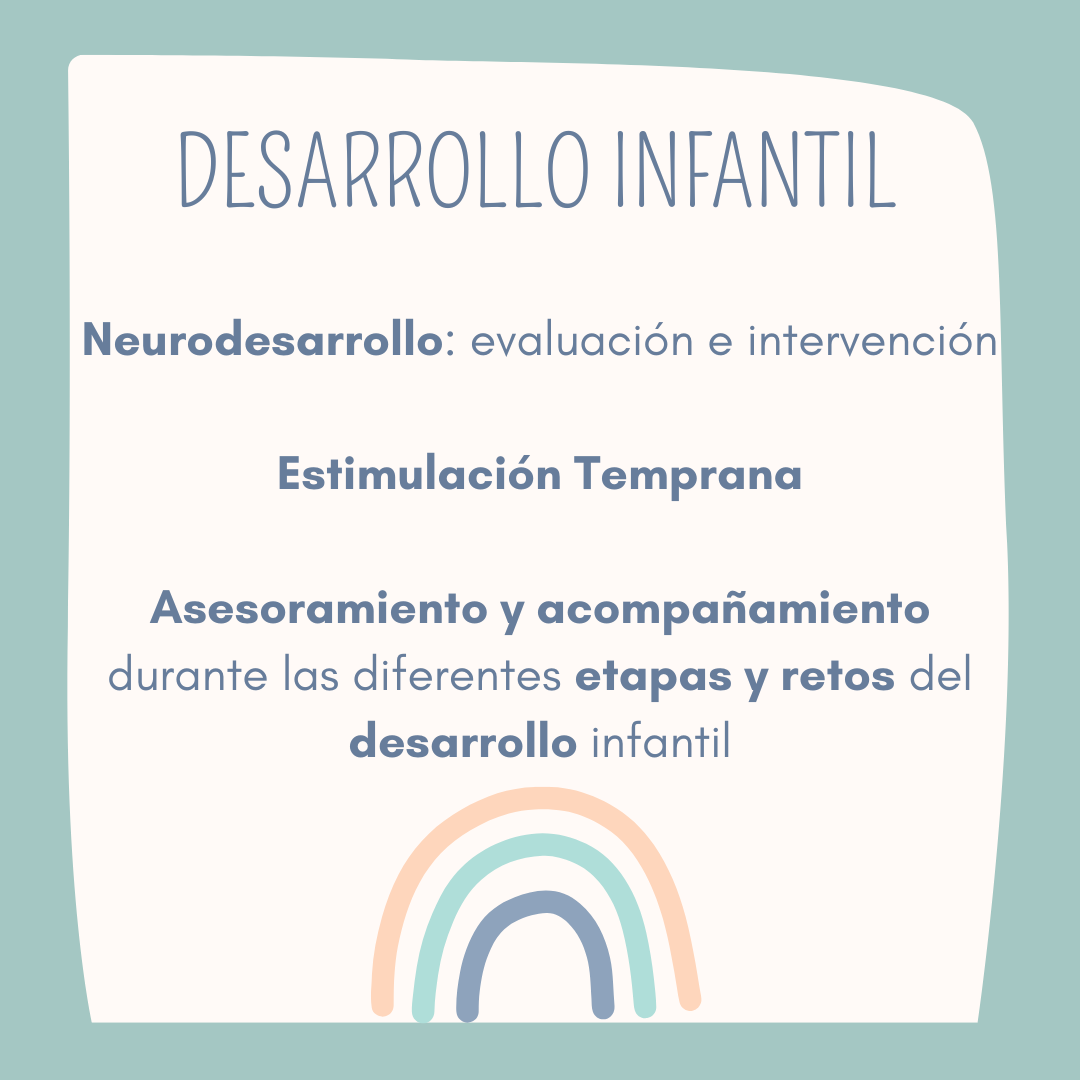 DESARROLLO INFANTIL
Neurodesarrollo: evaluación e intervención
Estimulación Temprana
Asesoramiento y acompañamiento
durante las diferentes etapas y retos del
desarrollo infantil